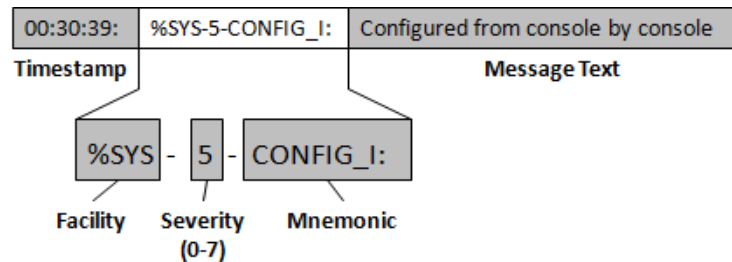 00:30:39: %SYS-5-CONFIG_I: Configured from console by console
Timestamp Message Text
%SYS - 5 - CONFIG_I:
Facility Severity Mnemonic
(0-7)